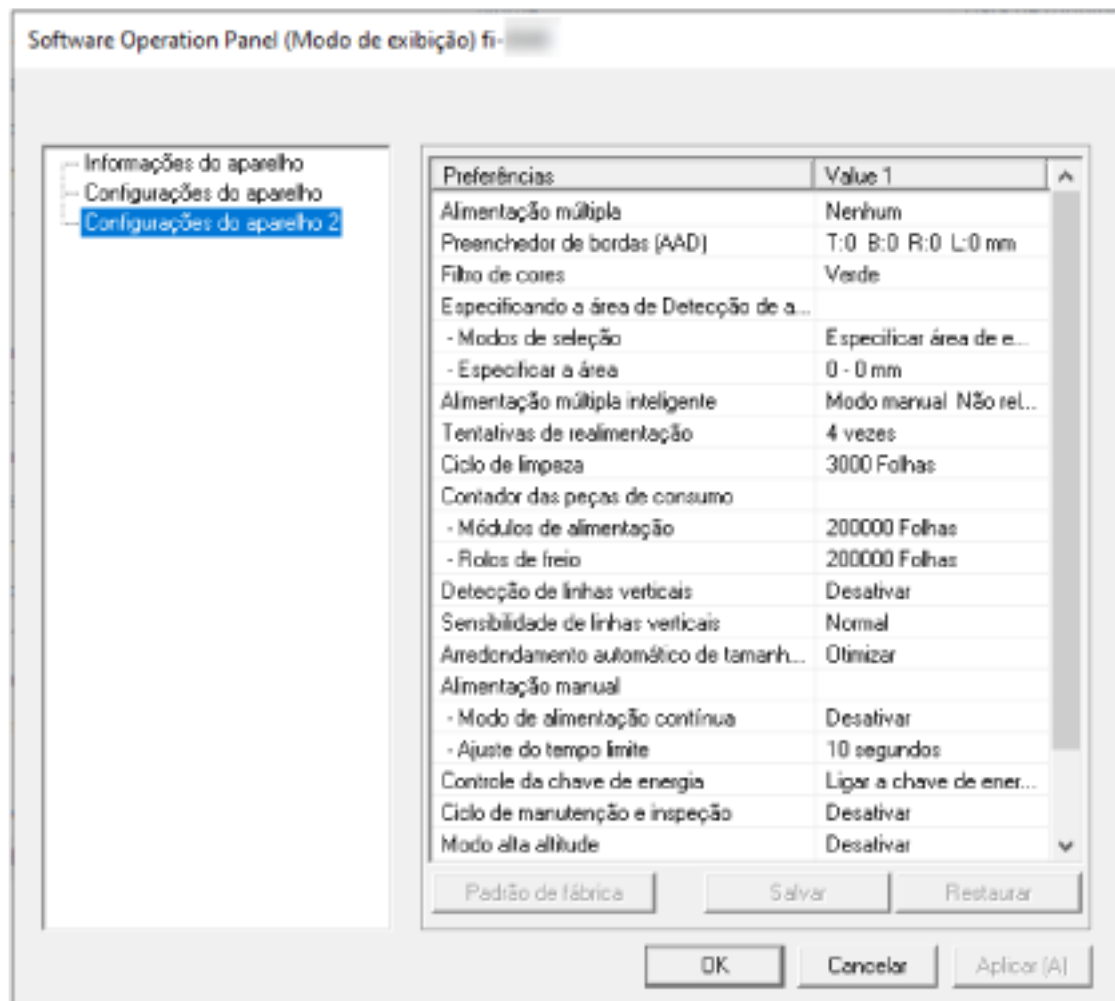 Software Operation Panel (Modo de exibição) fi-
Informações do aparelho
Configurações do aparelho
Configurações do aparelho 2
Preferências Value 1
Alimentação múltipla Nenhum
Preenchedor de bordas (AAD) T:0 B:0 R:0 L:0 mm
Filtro de cores Verde
Especificando a área de Detecção de a...
- Modos de seleção Especificar área de e...
- Especificar a área 0 - 0 mm
Alimentação múltipla inteligente Modo manual Não rel...
Tentativas de realimentação 4 vezes
Ciclo de limpeza 3000 Folhas
Contador das peças de consumo
- Módulos de alimentação 200000 Folhas
- Rolos de freio 200000 Folhas
Detecção de linhas verticais Desativar
Sensibilidade de linhas verticais Normal
Arredondamento automático de tamanh... Otimizar
Alimentação manual
- Modo de alimentação contínua Desativar
- Ajuste do tempo limite 10 segundos
Controle da chave de energia Ligar a chave de ener...
Ciclo de manutenção e inspeção Desativar
Modo alta altitude Desativar
Padrão de fábrica Salvar Restaurar
OK Cancelar Aplicar (A)